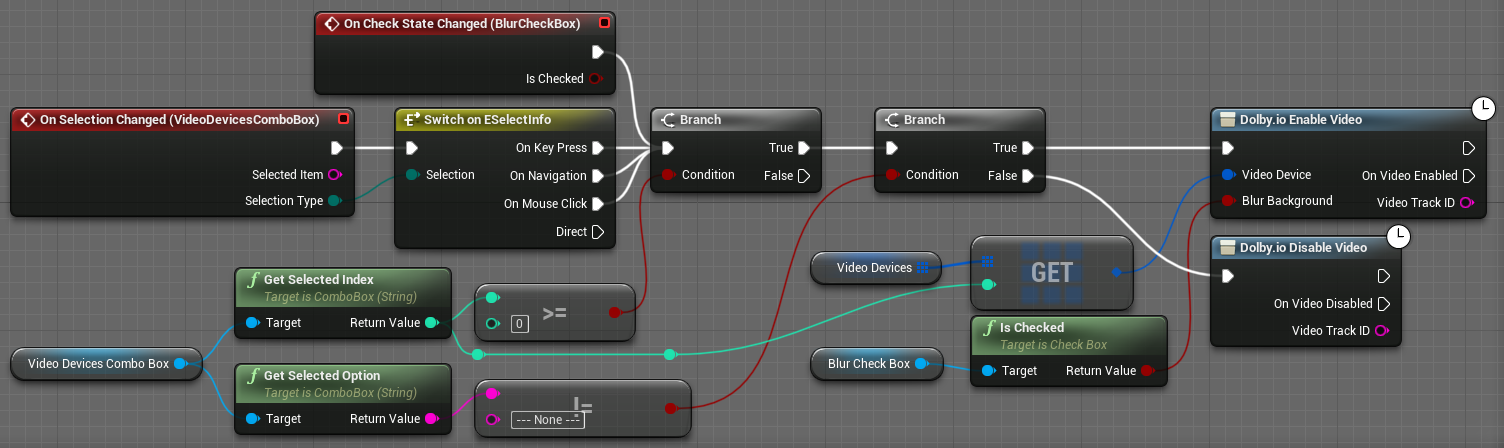 On Check State Changed (BlurCheckBox)
Is Checked
On Selection Changed (VideoDevicesComboBox)
Selected Item
Selection Type
Switch on ESelectInfo
On Key Press
Selection
On Navigation
On Mouse Click
Direct
Branch
True
Condition
False
Branch
True
Condition
False
Dolby.io Enable Video
Video Device
On Video Enabled
Blur Background
Video Track ID
Dolby.io Disable Video
On Video Disabled
Video Track ID
Video Devices
GET
Get Selected Index
Target is ComboBox (String)
Target
Return Value
>=
0
Video Devices Combo Box
Get Selected Option
Target is ComboBox (String)
Target
Return Value
!=
--- None ---
Blur Check Box
Is Checked
Target is Check Box
Target
Return Value